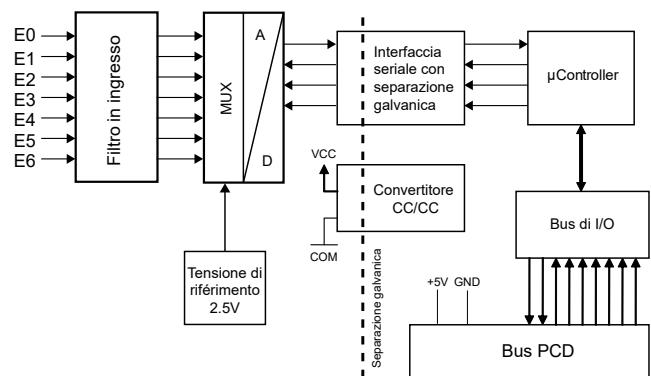 E0
E1
E2
E3
E4
E5
E6
Filtro in ingresso
MUX
A
D
Interfaccia
seriale con
separazione
galvanica
µController
VCC
COM
Convertitore
CC/CC
Bus di I/O
Tensione di
riférimento
2.5V
Separazione galvanica
+5V GND
Bus PCD